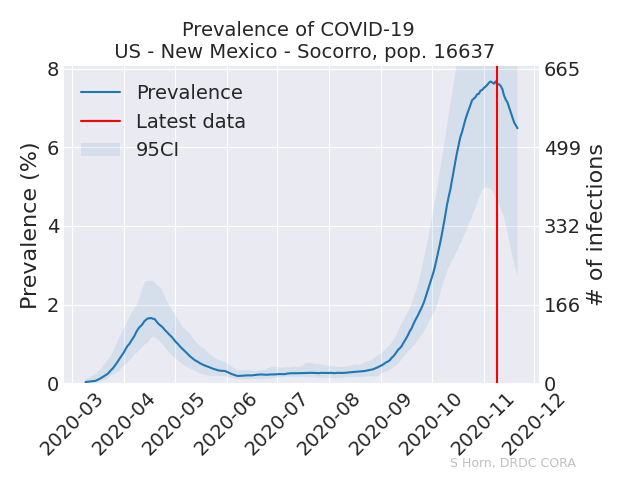 Prevalence of COVID-19
US - New Mexico - Socorro, pop. 16637
Prevalence
Latest data
95CI
Prevalence (%)
8
6
4
2
0
665
499
332
166
0
# of infections
2020-03
2020-04
2020-05
2020-06
2020-07
2020-08
2020-09
2020-10
2020-11
2020-12
S Horn, DRDC CORA